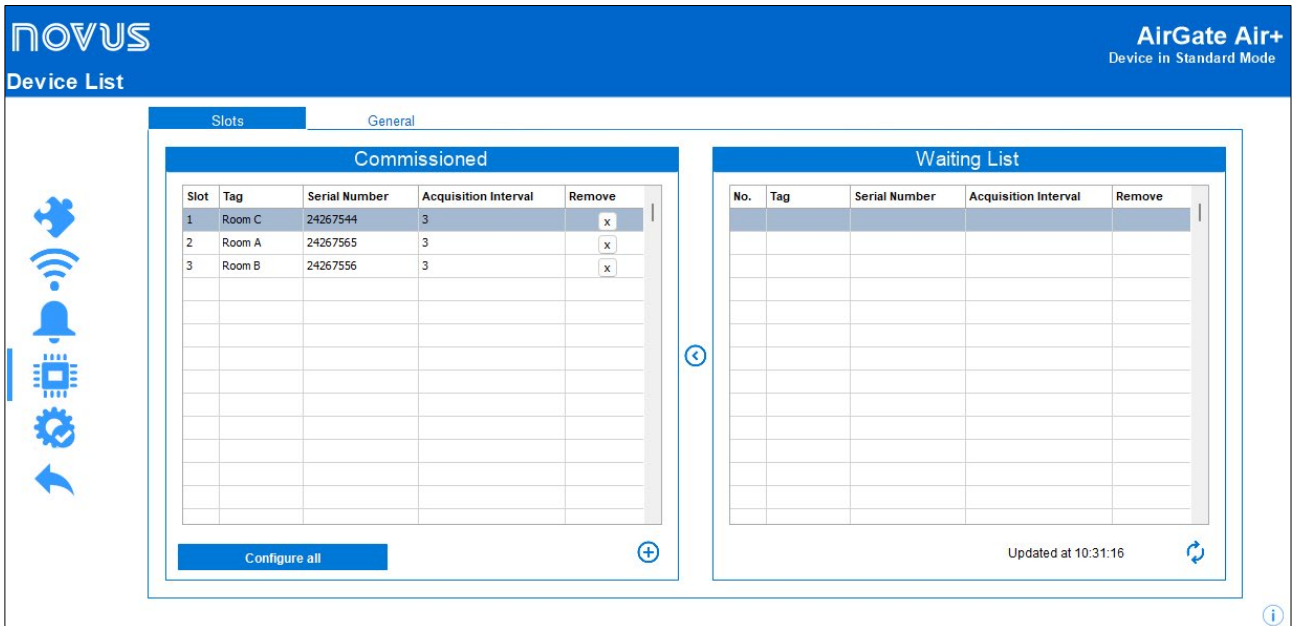 novus
AirGate Air+
Device in Standard Mode
Device List
Slots General
Commissioned
Slot Tag Serial Number Acquisition Interval Remove
1 Room C 24267544 3 x
2 Room A 24267565 3 x
3 Room B 24267556 3 x
Configure all
Waiting List
No. Tag Serial Number Acquisition Interval Remove
Updated at 10:31:16
i